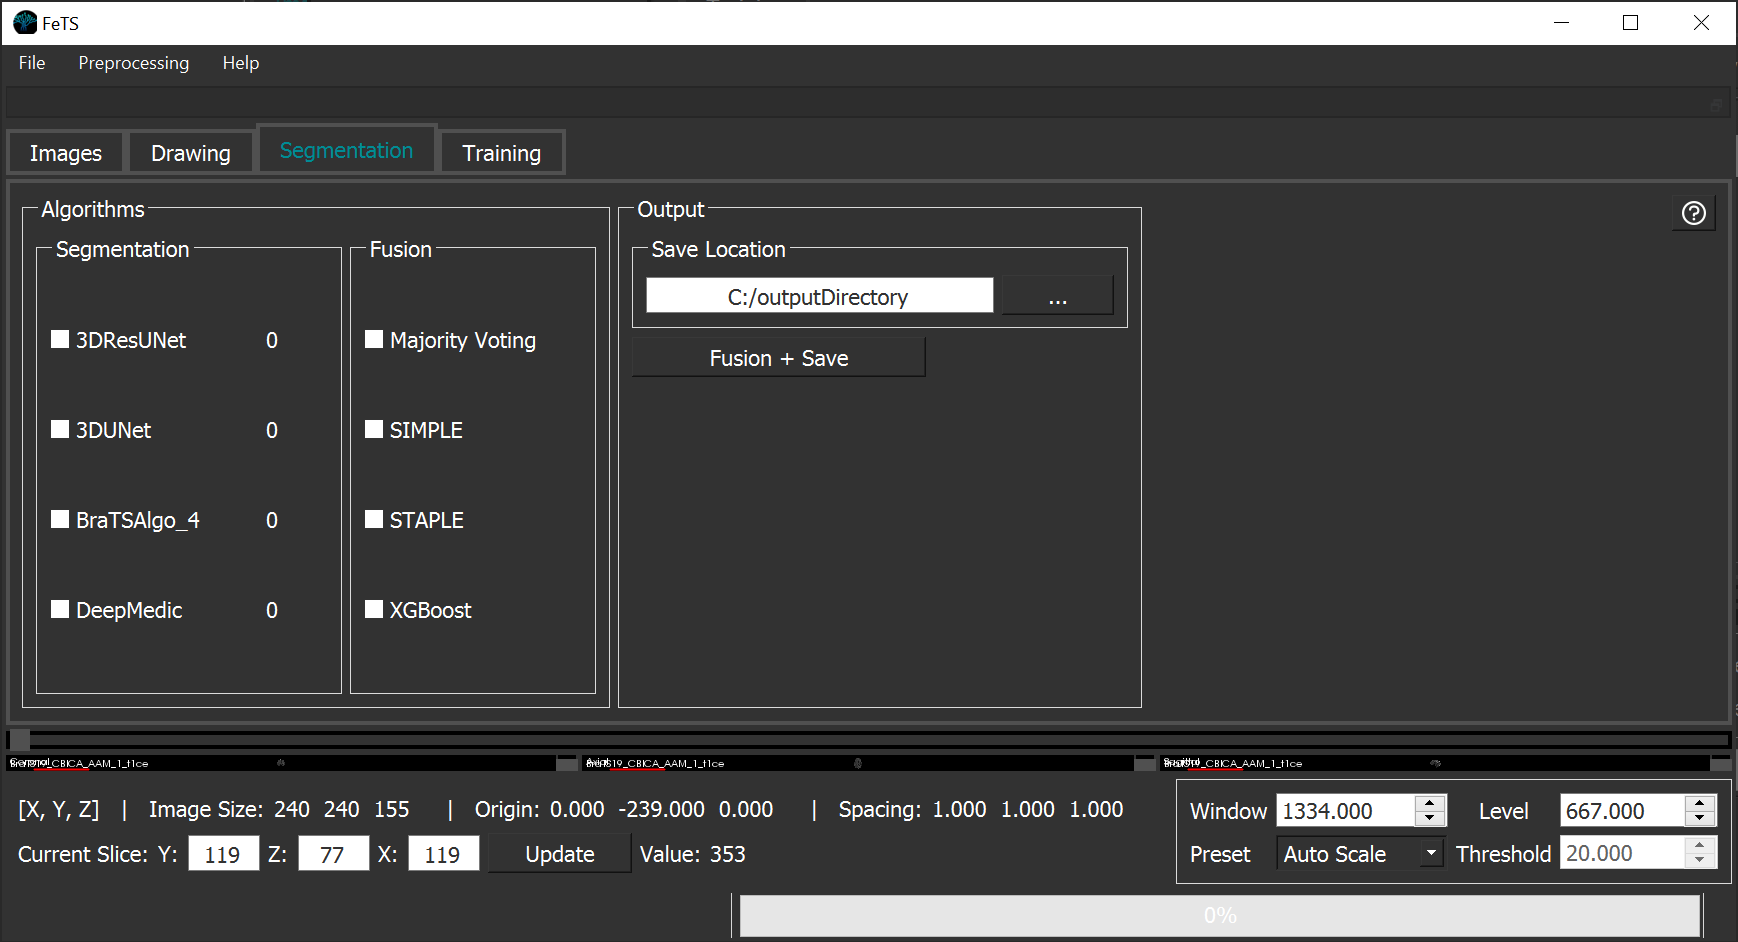 FeTS
File Preprocessing Help
Images Drawing Segmentation Training
Algorithms
Segmentation
3DResUNet 0
3DUNet 0
BraTSAlgo_4 0
DeepMedic 0
Fusion
Majority Voting
SIMPLE
STAPLE
XGBoost
Output
Save Location
C:/outputDirectory ...
Fusion + Save
BraTS19_CBICA_AAM_1_t1ce
BraTS19_CBICA_AAM_1_t1ce
BraTS19_CBICA_AAM_1_t1ce
[X, Y, Z] | Image Size: 240 240 155 | Origin: 0.000 -239.000 0.000 | Spacing: 1.000 1.000 1.000
Current Slice: Y: 119 Z: 77 X: 119 Update Value: 353
Window 1334.000 Level 667.000
Preset Auto Scale Threshold 20.000
0%